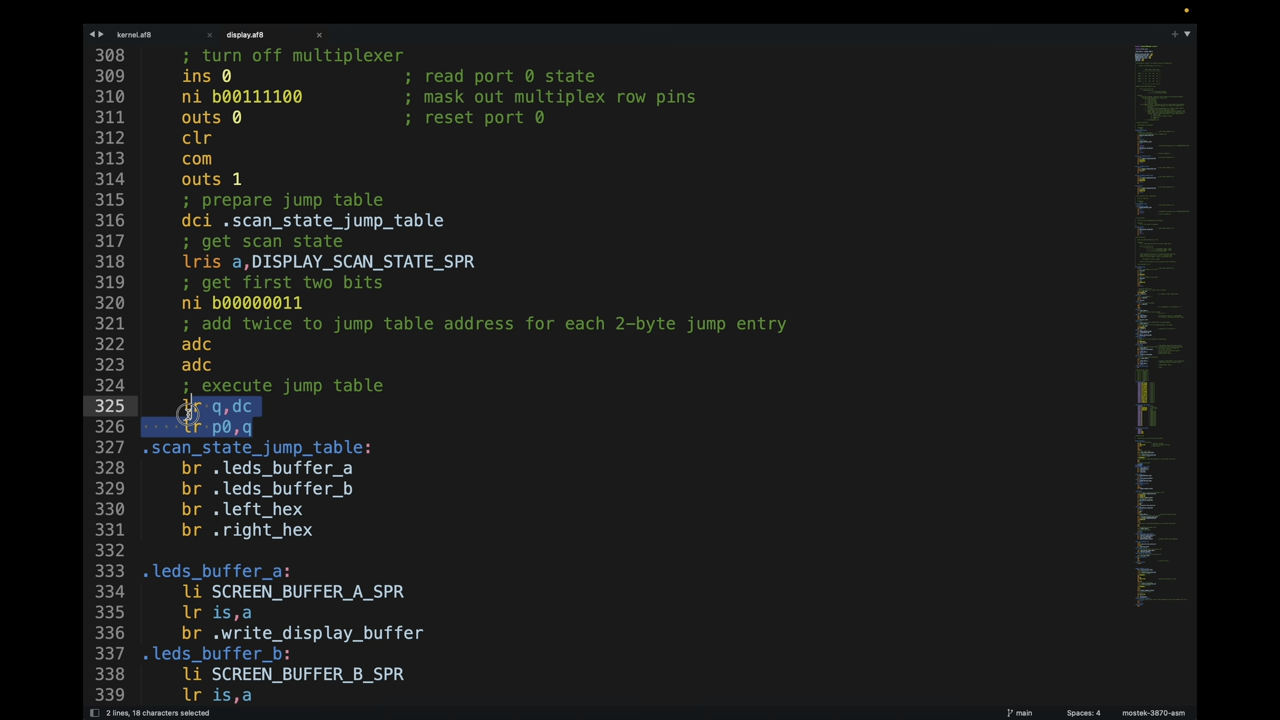 kernel.af8 × display.af8 ×
308 ; turn off multiplexer
309 ins 0 ; read port 0 state
310 ni b00111100 ; mask out multiplex row pins
311 outs 0 ; reset port 0
312 clr
313 com
314 outs 1
315 ; prepare jump table
316 dci .scan_state_jump_table
317 ; get scan state
318 lris a,DISPLAY_SCAN_STATE_SPR
319 ; get first two bits
320 ni b00000011
321 ; add twice to jump table address for each 2-byte jump entry
322 adc
323 adc
324 ; execute jump table
325 lr q,dc
326 lr p0,q
327 .scan_state_jump_table:
328 br .leds_buffer_a
329 br .leds_buffer_b
330 br .left_hex
331 br .right_hex
332
333 .leds_buffer_a:
334 li SCREEN_BUFFER_A_SPR
335 lr is,a
336 br .write_display_buffer
337 .leds_buffer_b:
338 li SCREEN_BUFFER_B_SPR
339 lr is,a
2 lines, 18 characters selected main Spaces: 4 mostek-3870-asm